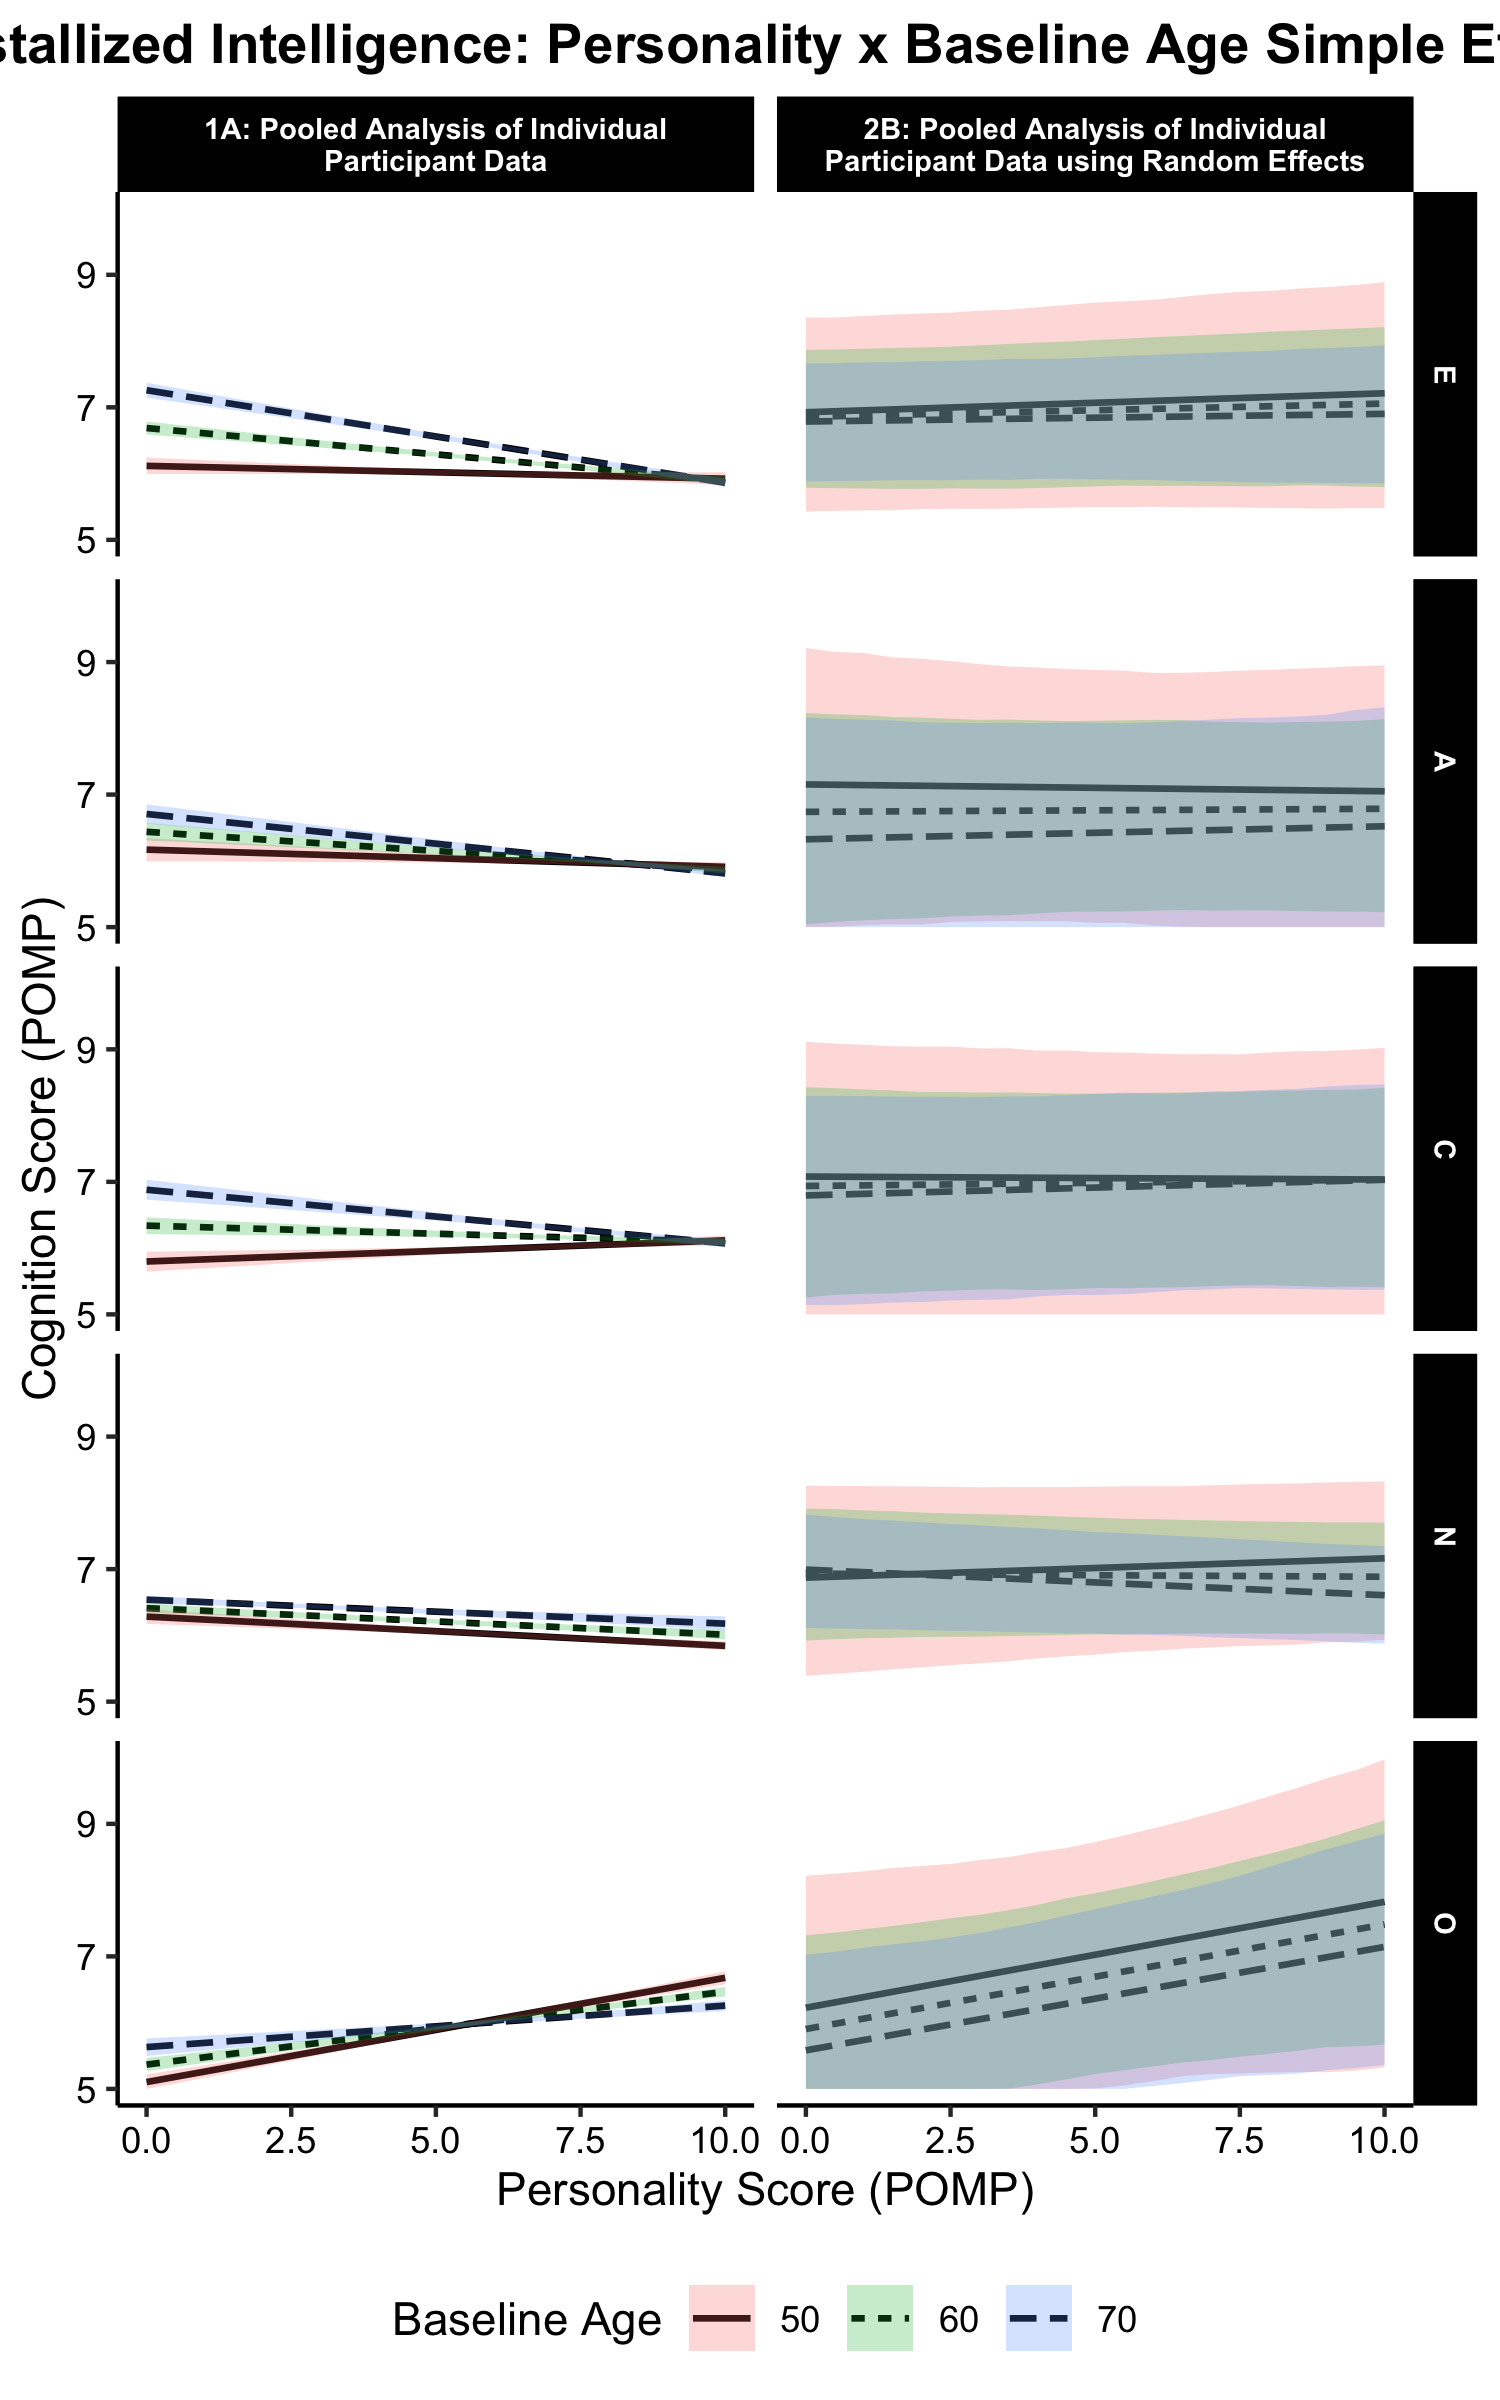 stallized Intelligence: Personality x Baseline Age Simple E
1A: Pooled Analysis of Individual
Participant Data
2B: Pooled Analysis of Individual
Participant Data using Random Effects
9
7
5
E
9
7
5
A
9
7
5
C
9
7
5
N
9
7
5
O
Cognition Score (POMP)
0.0 2.5 5.0 7.5 10.0 0.0 2.5 5.0 7.5 10.0
Personality Score (POMP)
Baseline Age 50 60 70